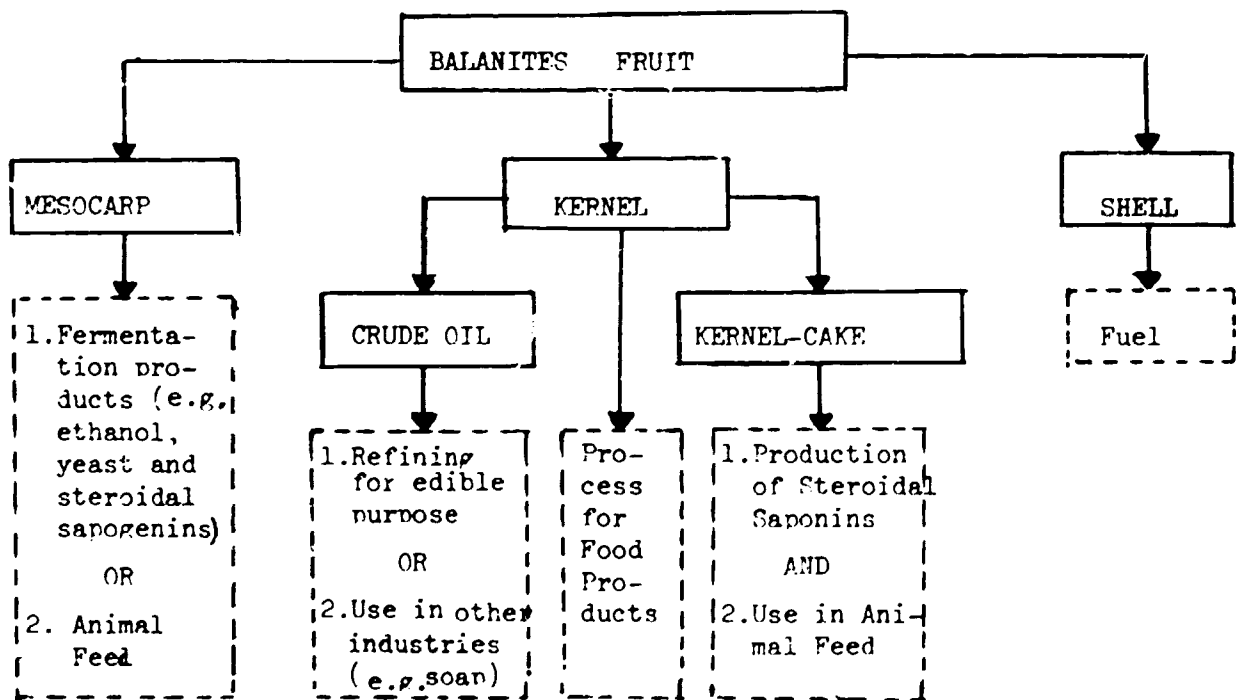 BALANITES FRUIT
MESOCARP
KERNEL
SHELL
CRUDE OIL
KERNEL-CAKE
Fuel
1.Fermenta-
tion pro-
ducts (e.g.
ethanol,
yeast and
steroidal
sapogenins)
OR
2. Animal
Feed
1.Refining
for edible
purpose
OR
2.Use in other
industries
(e.g.soap)
Pro-
cess
for
Food
Pro-
ducts
1.Production
of Steroidal
Saponins
AND
2.Use in Ani-
mal Feed